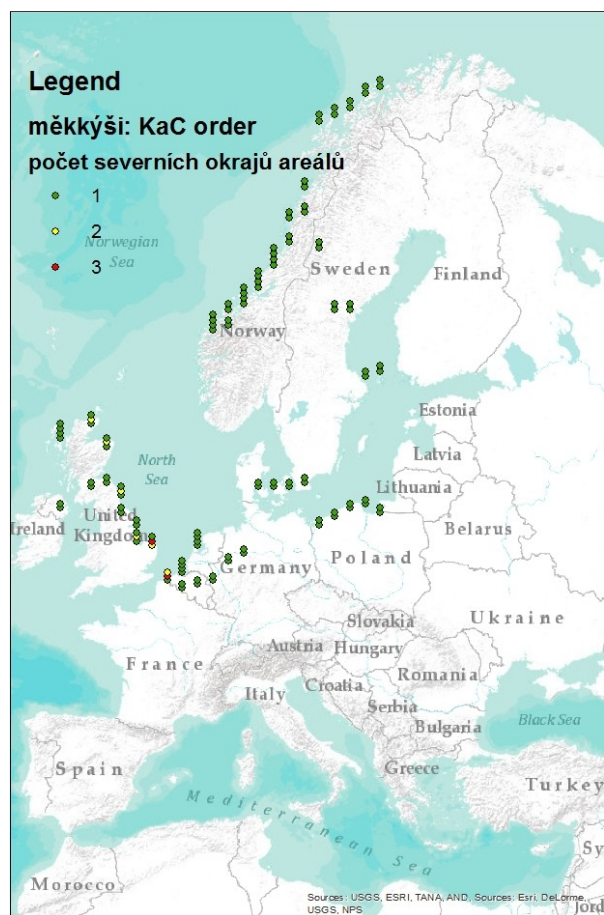 Legend
měkkýši: KaC order
počet severních okrajů areálů
1
2
3
Norwegian
Sea
Sweden
Finland
Norway
Estonia
North
Sea
Latvia
Lithuania
Ireland
United
Kingdom
Belarus
Germany
Poland
Ukraine
Slovakia
France
Austria
Hungary
Romania
Croatia
Italy
Serbia
Black Sea
Bulgaria
Spain
Greece
Turkey
Mediterranean Sea
Sy
Morocco
Jord
Sources: USGS, ESRI, TANA, AND, Sources: Esri, DeLorme,
USGS, NPS